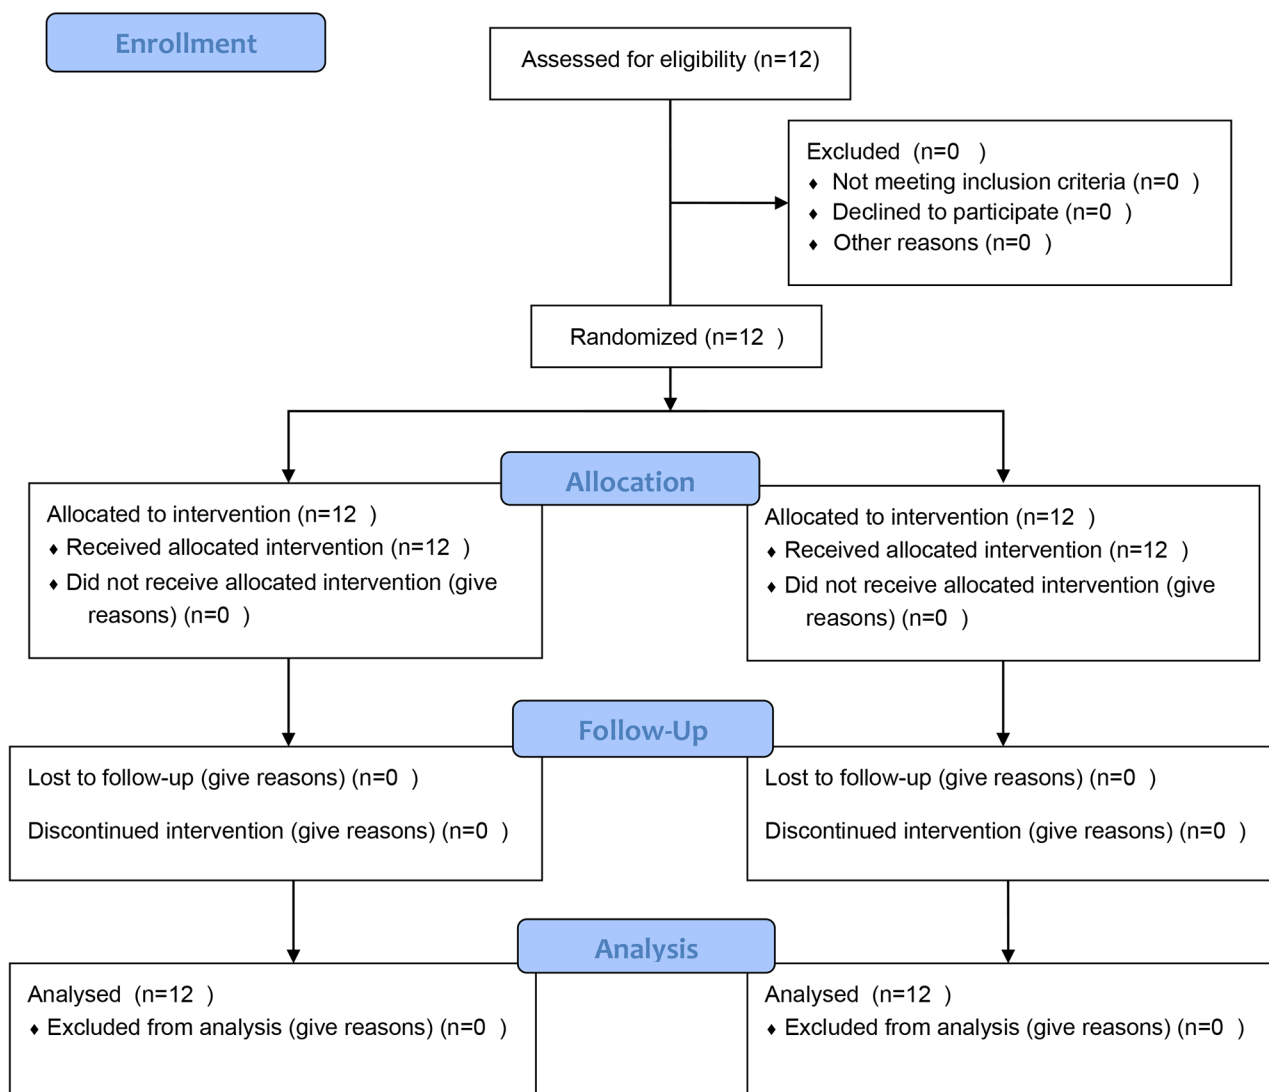 Enrollment
Assessed for eligibility (n=12)
Excluded (n=0 )
♦ Not meeting inclusion criteria (n=0 )
♦ Declined to participate (n=0 )
♦ Other reasons (n=0 )
Randomized (n=12 )
Allocation
Allocated to intervention (n=12 )
♦ Received allocated intervention (n=12 )
♦ Did not receive allocated intervention (give
reasons) (n=0 )
Allocated to intervention (n=12 )
♦ Received allocated intervention (n=12 )
♦ Did not receive allocated intervention (give
reasons) (n=0 )
Follow-Up
Lost to follow-up (give reasons) (n=0 )
Discontinued intervention (give reasons) (n=0 )
Lost to follow-up (give reasons) (n=0 )
Discontinued intervention (give reasons) (n=0 )
Analysis
Analysed (n=12 )
♦ Excluded from analysis (give reasons) (n=0 )
Analysed (n=12 )
♦ Excluded from analysis (give reasons) (n=0 )